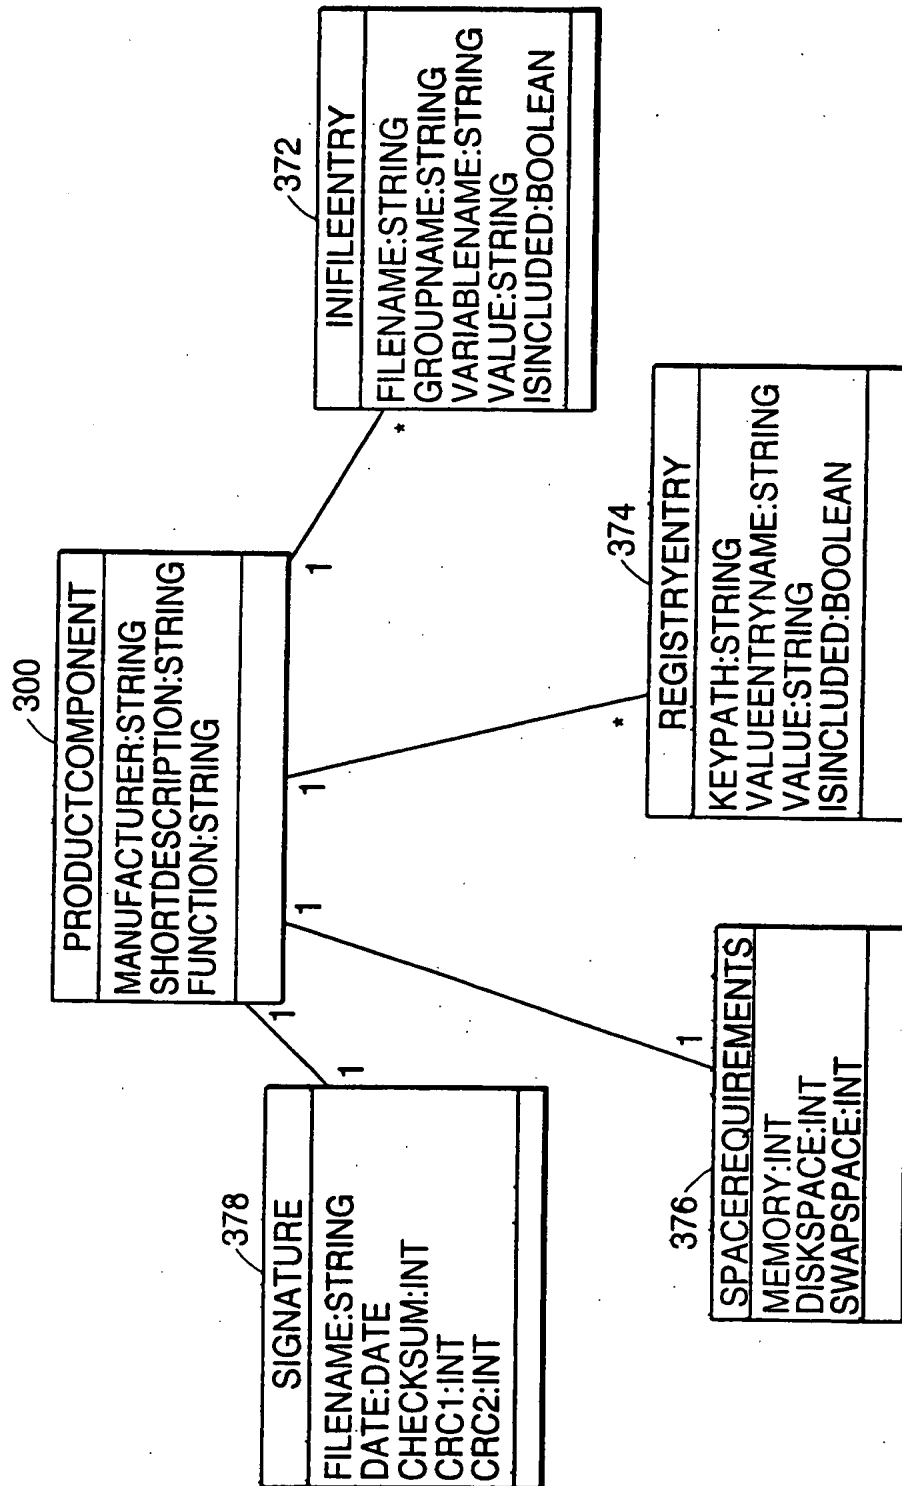 300
PRODUCTCOMPONENT
MANUFACTURER:STRING
SHORTDESCRIPTION:STRING
FUNCTION:STRING
1
1
1
1
1
1
*
*
378
SIGNATURE
FILENAME:STRING
DATE:DATE
CHECKSUM:INT
CRC1:INT
CRC2:INT
376
SPACEREQUIREMENTS
MEMORY:INT
DISKSPACE:INT
SWAPSPACE:INT
374
REGISTRYENTRY
KEYPATH:STRING
VALUEENTRYNAME:STRING
VALUE:STRING
ISINCLUDED:BOOLEAN
372
INIFILEENTRY
FILENAME:STRING
GROUPNAME:STRING
VARIABLENAME:STRING
VALUE:STRING
ISINCLUDED:BOOLEAN